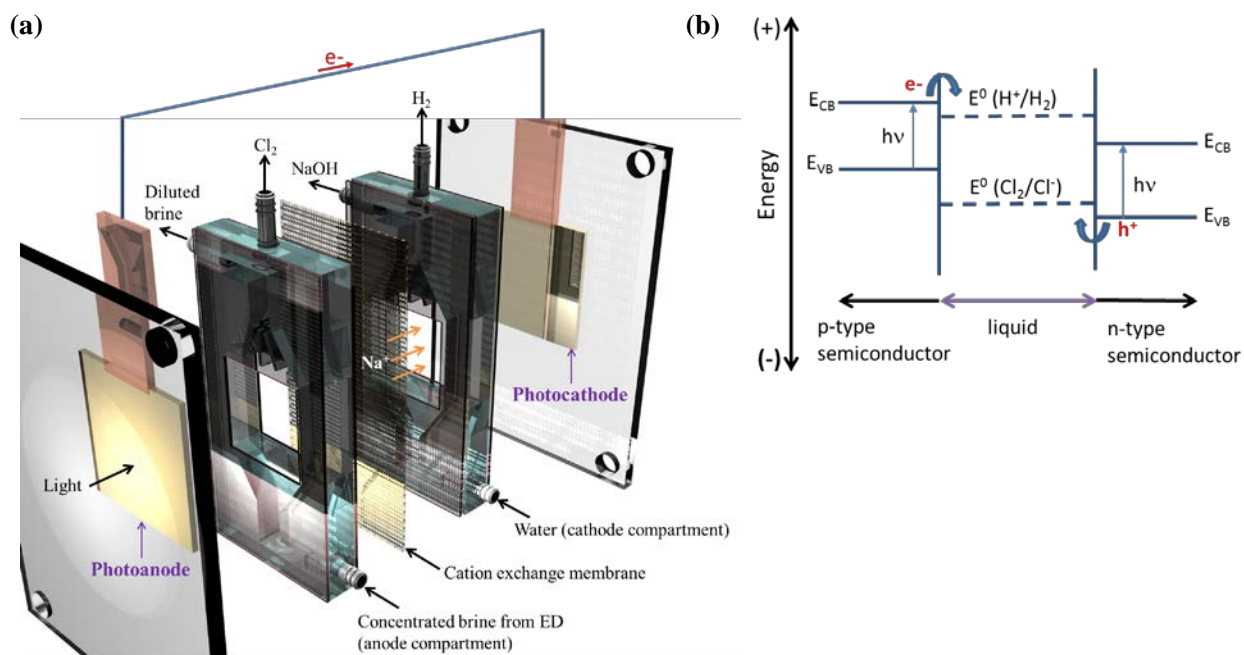 (a)
e-
H₂
Cl₂
NaOH
Diluted
brine
Na⁺
Photocathode
Light
Photoanode
Water (cathode compartment)
Cation exchange membrane
Concentrated brine from ED
(anode compartment)
(b)
(+)
Energy
(-)
e-
E_CB
E⁰ (H⁺/H₂)
hν
E_CB
E_VB
hν
E⁰ (Cl₂/Cl⁻)
h⁺
E_VB
p-type
semiconductor
liquid
n-type
semiconductor